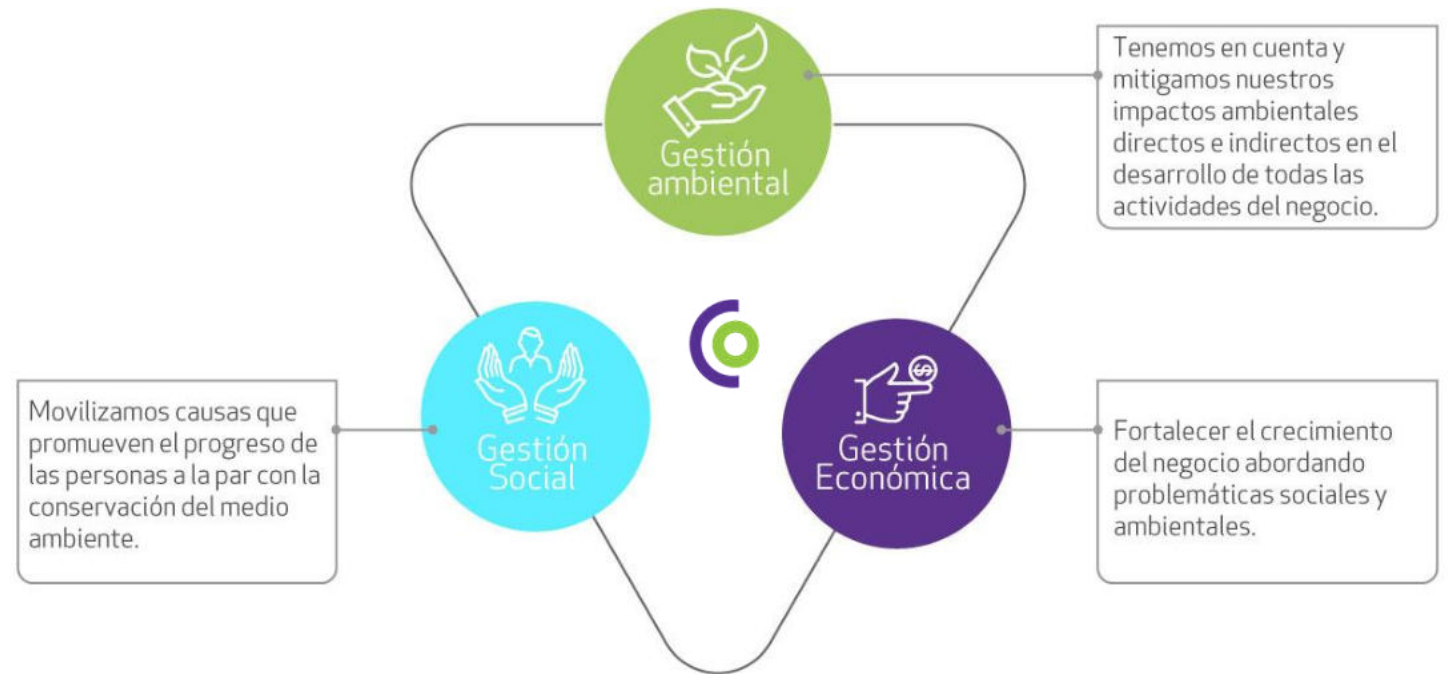 Gestión
ambiental
Tenemos en cuenta y
mitigamos nuestros
impactos ambientales
directos e indirectos en el
desarrollo de todas las
actividades del negocio.
Movilizamos causas que
promueven el progreso de
las personas a la par con la
conservación del medio
ambiente.
Gestión
Social
$
Gestión
Económica
Fortalecer el crecimiento
del negocio abordando
problemáticas sociales y
ambientales.